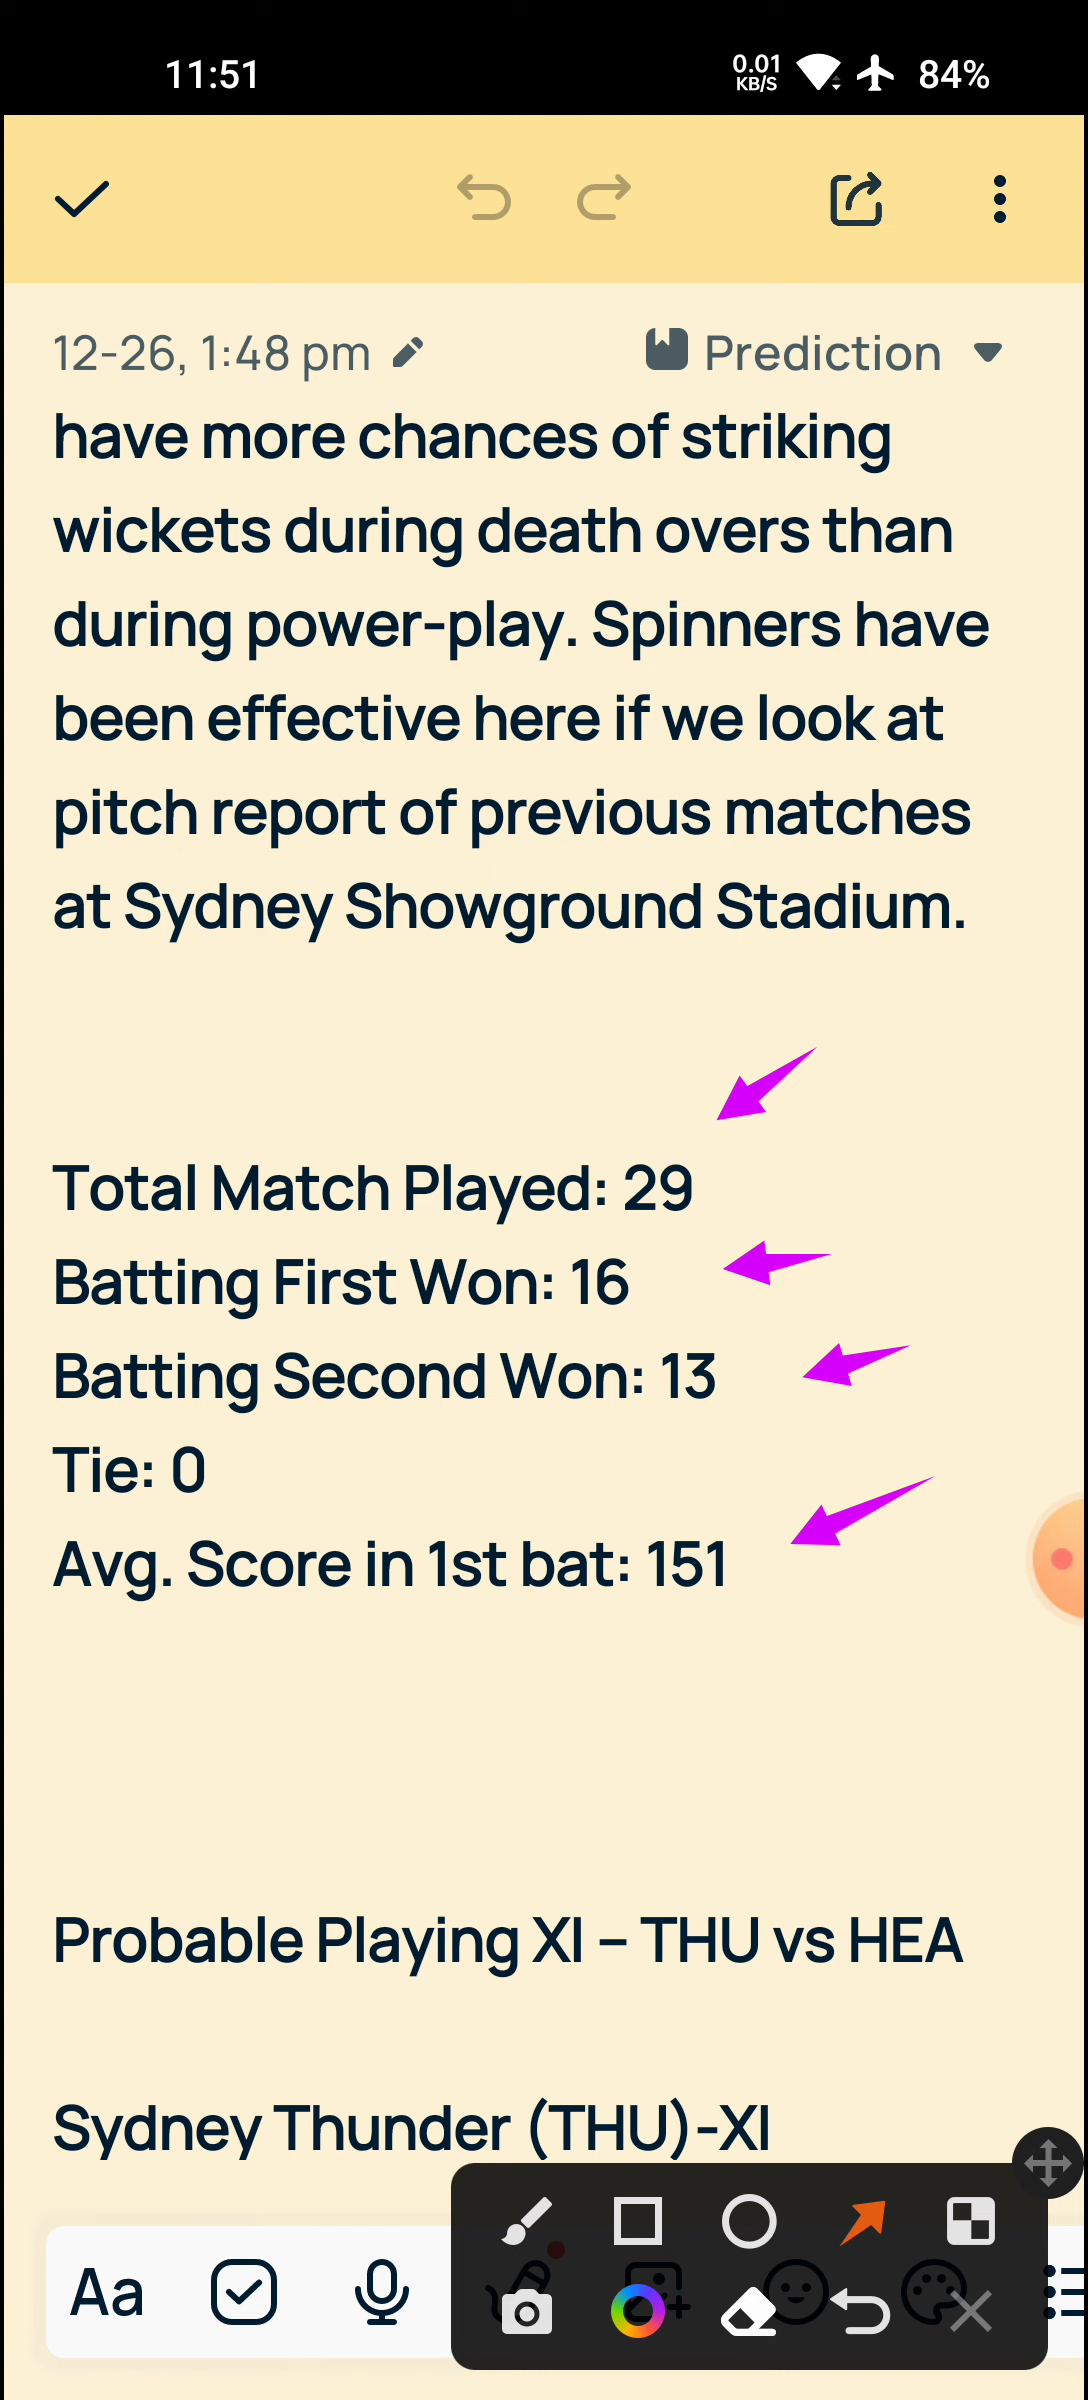 11:51
0.01
KB/S
84%
12-26, 1:48 pm
Prediction
have more chances of striking
wickets during death overs than
during power-play. Spinners have
been effective here if we look at
pitch report of previous matches
at Sydney Showground Stadium.
Total Match Played: 29
Batting First Won: 16
Batting Second Won: 13
Tie: 0
Avg. Score in 1st bat: 151
Probable Playing XI – THU vs HEA
Sydney Thunder (THU)-XI
Aa